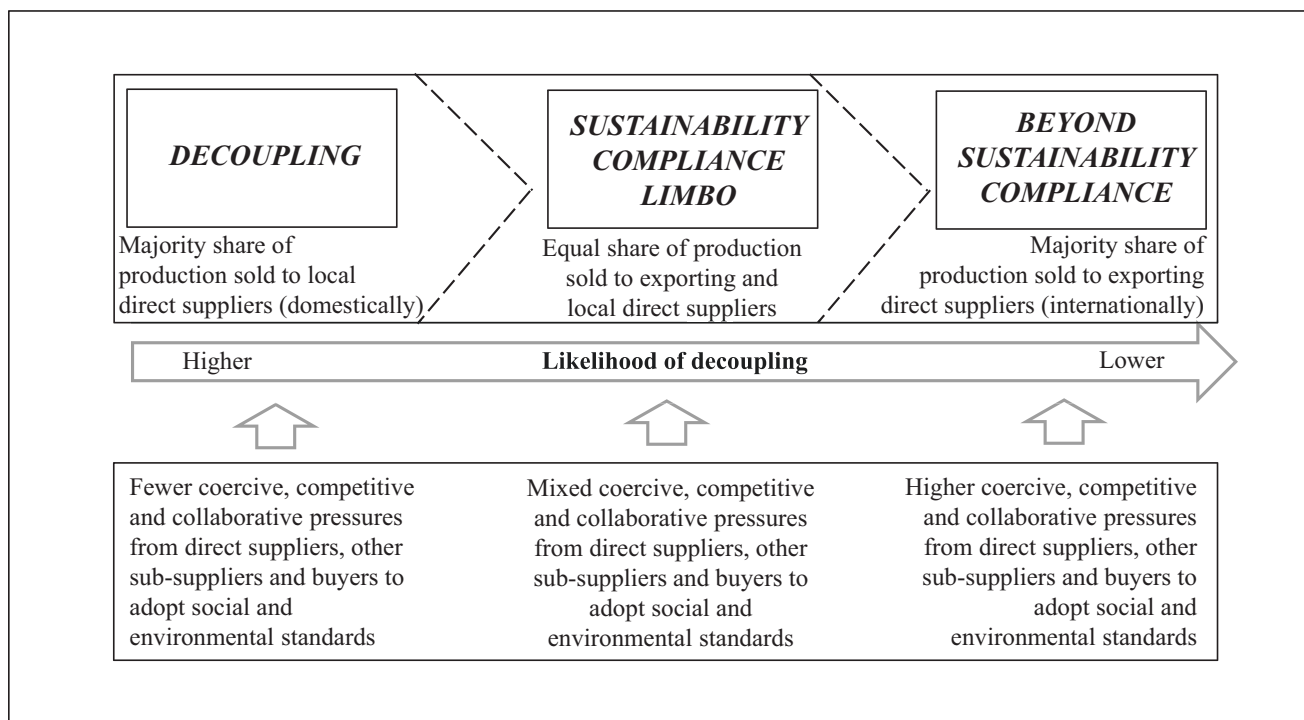 DECOUPLING
Majority share of
production sold to local
direct suppliers (domestically)
SUSTAINABILITY
COMPLIANCE
LIMBO
Equal share of production
sold to exporting and
local direct suppliers
BEYOND
SUSTAINABILITY
COMPLIANCE
Majority share of
production sold to exporting
direct suppliers (internationally)
Higher Likelihood of decoupling Lower
Fewer coercive, competitive
and collaborative pressures
from direct suppliers, other
sub-suppliers and buyers to
adopt social and
environmental standards
Mixed coercive, competitive
and collaborative pressures
from direct suppliers, other
sub-suppliers and buyers to
adopt social and
environmental standards
Higher coercive, competitive
and collaborative pressures
from direct suppliers, other
sub-suppliers and buyers to
adopt social and
environmental standards